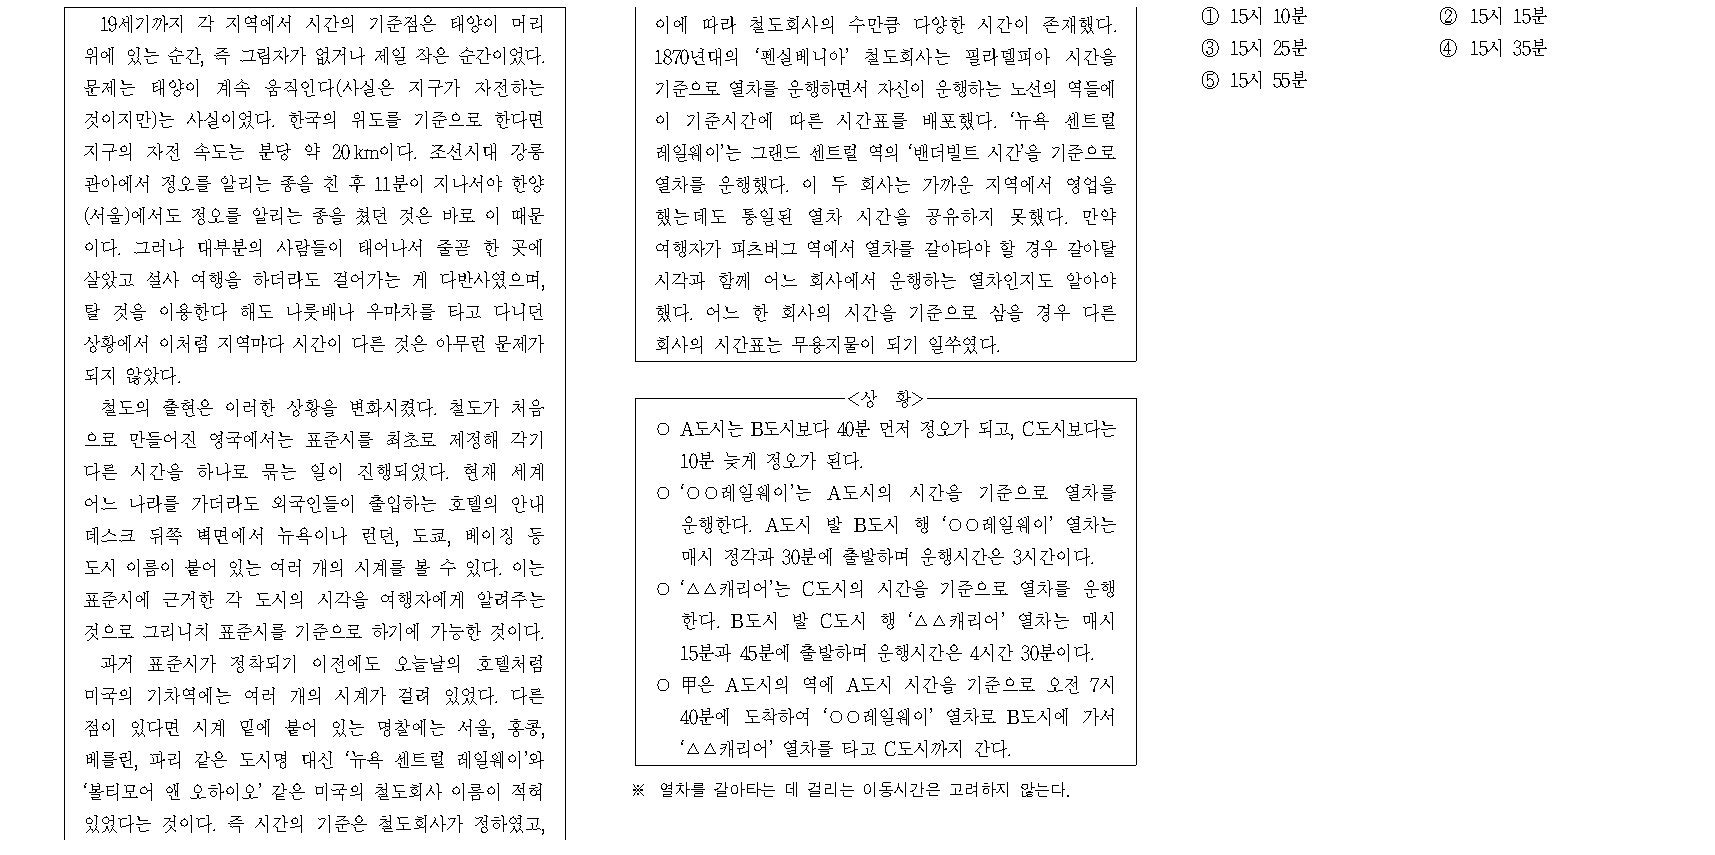 19세기까지 각 지역에서 시간의 기준점은 태양이 머리
위에 있는 순간, 즉 그림자가 없거나 제일 작은 순간이었다.
문제는 태양이 계속 움직인다(사실은 지구가 자전하는
것이지만)는 사실이었다. 한국의 위도를 기준으로 한다면
지구의 자전 속도는 분당 약 20km이다. 조선시대 강릉
관아에서 정오를 알리는 종을 친 후 11분이 지나서야 한양
(서울)에서도 정오를 알리는 종을 쳤던 것은 바로 이 때문
이다. 그러나 대부분의 사람들이 태어나서 줄곧 한 곳에
살았고 설사 여행을 하더라도 걸어가는 게 다반사였으며,
탈 것을 이용한다 해도 나룻배나 우마차를 타고 다니던
상황에서 이처럼 지역마다 시간이 다른 것은 아무런 문제가
되지 않았다.
철도의 출현은 이러한 상황을 변화시켰다. 철도가 처음
으로 만들어진 영국에서는 표준시를 최초로 제정해 각기
다른 시간을 하나로 묶는 일이 진행되었다. 현재 세계
어느 나라를 가더라도 외국인들이 출입하는 호텔의 안내
데스크 뒤쪽 벽면에서 뉴욕이나 런던, 도쿄, 베이징 등
도시 이름이 붙어 있는 여러 개의 시계를 볼 수 있다. 이는
표준시에 근거한 각 도시의 시각을 여행자에게 알려주는
것으로 그리니치 표준시를 기준으로 하기에 가능한 것이다.
과거 표준시가 정착되기 이전에도 오늘날의 호텔처럼
미국의 기차역에는 여러 개의 시계가 걸려 있었다. 다른
점이 있다면 시계 밑에 붙어 있는 명찰에는 서울, 홍콩,
베를린, 파리 같은 도시명 대신 ‘뉴욕 센트럴 레일웨이’와
‘볼티모어 앤 오하이오’ 같은 미국의 철도회사 이름이 적혀
있었다는 것이다. 즉 시간의 기준은 철도회사가 정하였고,
이에 따라 철도회사의 수만큼 다양한 시간이 존재했다.
1870년대의 ‘펜실베니아’ 철도회사는 필라델피아 시간을
기준으로 열차를 운행하면서 자신이 운행하는 노선의 역들에
이 기준시간에 따른 시간표를 배포했다. ‘뉴욕 센트럴
레일웨이’는 그랜드 센트럴 역의 ‘밴더빌트 시간’을 기준으로
열차를 운행했다. 이 두 회사는 가까운 지역에서 영업을
했는데도 통일된 열차 시간을 공유하지 못했다. 만약
여행자가 피츠버그 역에서 열차를 갈아타야 할 경우 갈아탈
시각과 함께 어느 회사에서 운행하는 열차인지도 알아야
했다. 어느 한 회사의 시간을 기준으로 삼을 경우 다른
회사의 시간표는 무용지물이 되기 일쑤였다.
<상 황>
○ A도시는 B도시보다 40분 먼저 정오가 되고, C도시보다는
10분 늦게 정오가 된다.
○ ‘○○레일웨이’는 A도시의 시간을 기준으로 열차를
운행한다. A도시 발 B도시 행 ‘○○레일웨이’ 열차는
매시 정각과 30분에 출발하며 운행시간은 3시간이다.
○ ‘△△캐리어’는 C도시의 시간을 기준으로 열차를 운행
한다. B도시 발 C도시 행 ‘△△캐리어’ 열차는 매시
15분과 45분에 출발하며 운행시간은 4시간 30분이다.
○ 甲은 A도시의 역에 A도시 시간을 기준으로 오전 7시
40분에 도착하여 ‘○○레일웨이’ 열차로 B도시에 가서
‘△△캐리어’ 열차를 타고 C도시까지 간다.
※ 열차를 갈아타는 데 걸리는 이동시간은 고려하지 않는다.
① 15시 10분 ② 15시 15분
③ 15시 25분 ④ 15시 35분
⑤ 15시 55분